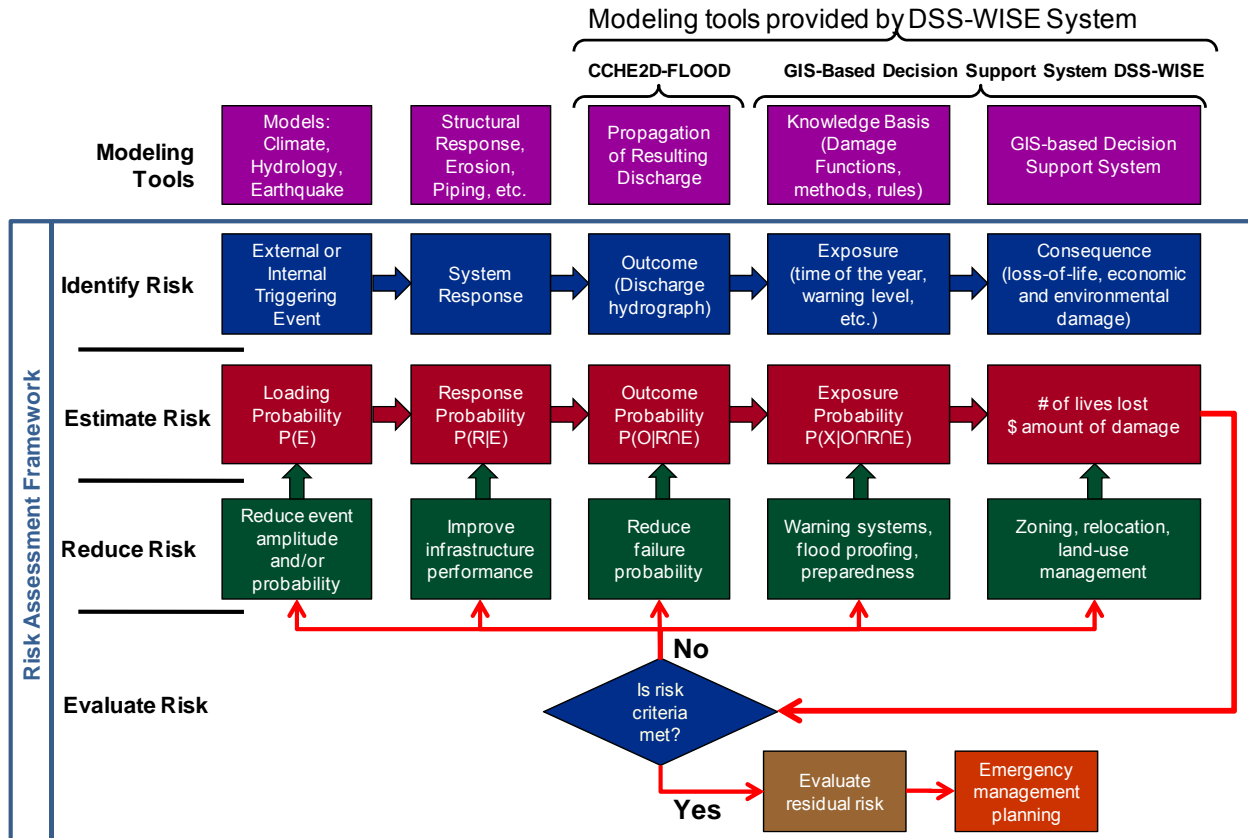 Modeling tools provided by DSS-WISE System
CCHE2D-FLOOD
GIS-Based Decision Support System DSS-WISE
Modeling
Tools
Models:
Climate,
Hydrology,
Earthquake
Structural
Response,
Erosion,
Piping, etc.
Propagation
of Resulting
Discharge
Knowledge Basis
(Damage
Functions,
methods, rules)
GIS-based Decision
Support System
Risk Assessment Framework
Identify Risk
External or
Internal
Triggering
Event
System
Response
Outcome
(Discharge
hydrograph)
Exposure
(time of the year,
warning level,
etc.)
Consequence
(loss-of-life, economic
and environmental
damage)
Estimate Risk
Loading
Probability
P(E)
Response
Probability
P(R|E)
Outcome
Probability
P(O|R∩E)
Exposure
Probability
P(X|O∩R∩E)
# of lives lost
$ amount of damage
Reduce Risk
Reduce event
amplitude
and/or
probability
Improve
infrastructure
performance
Reduce
failure
probability
Warning systems,
flood proofing,
preparedness
Zoning, relocation,
land-use
management
Evaluate Risk
No
Is risk
criteria
met?
Yes
Evaluate
residual risk
Emergency
management
planning